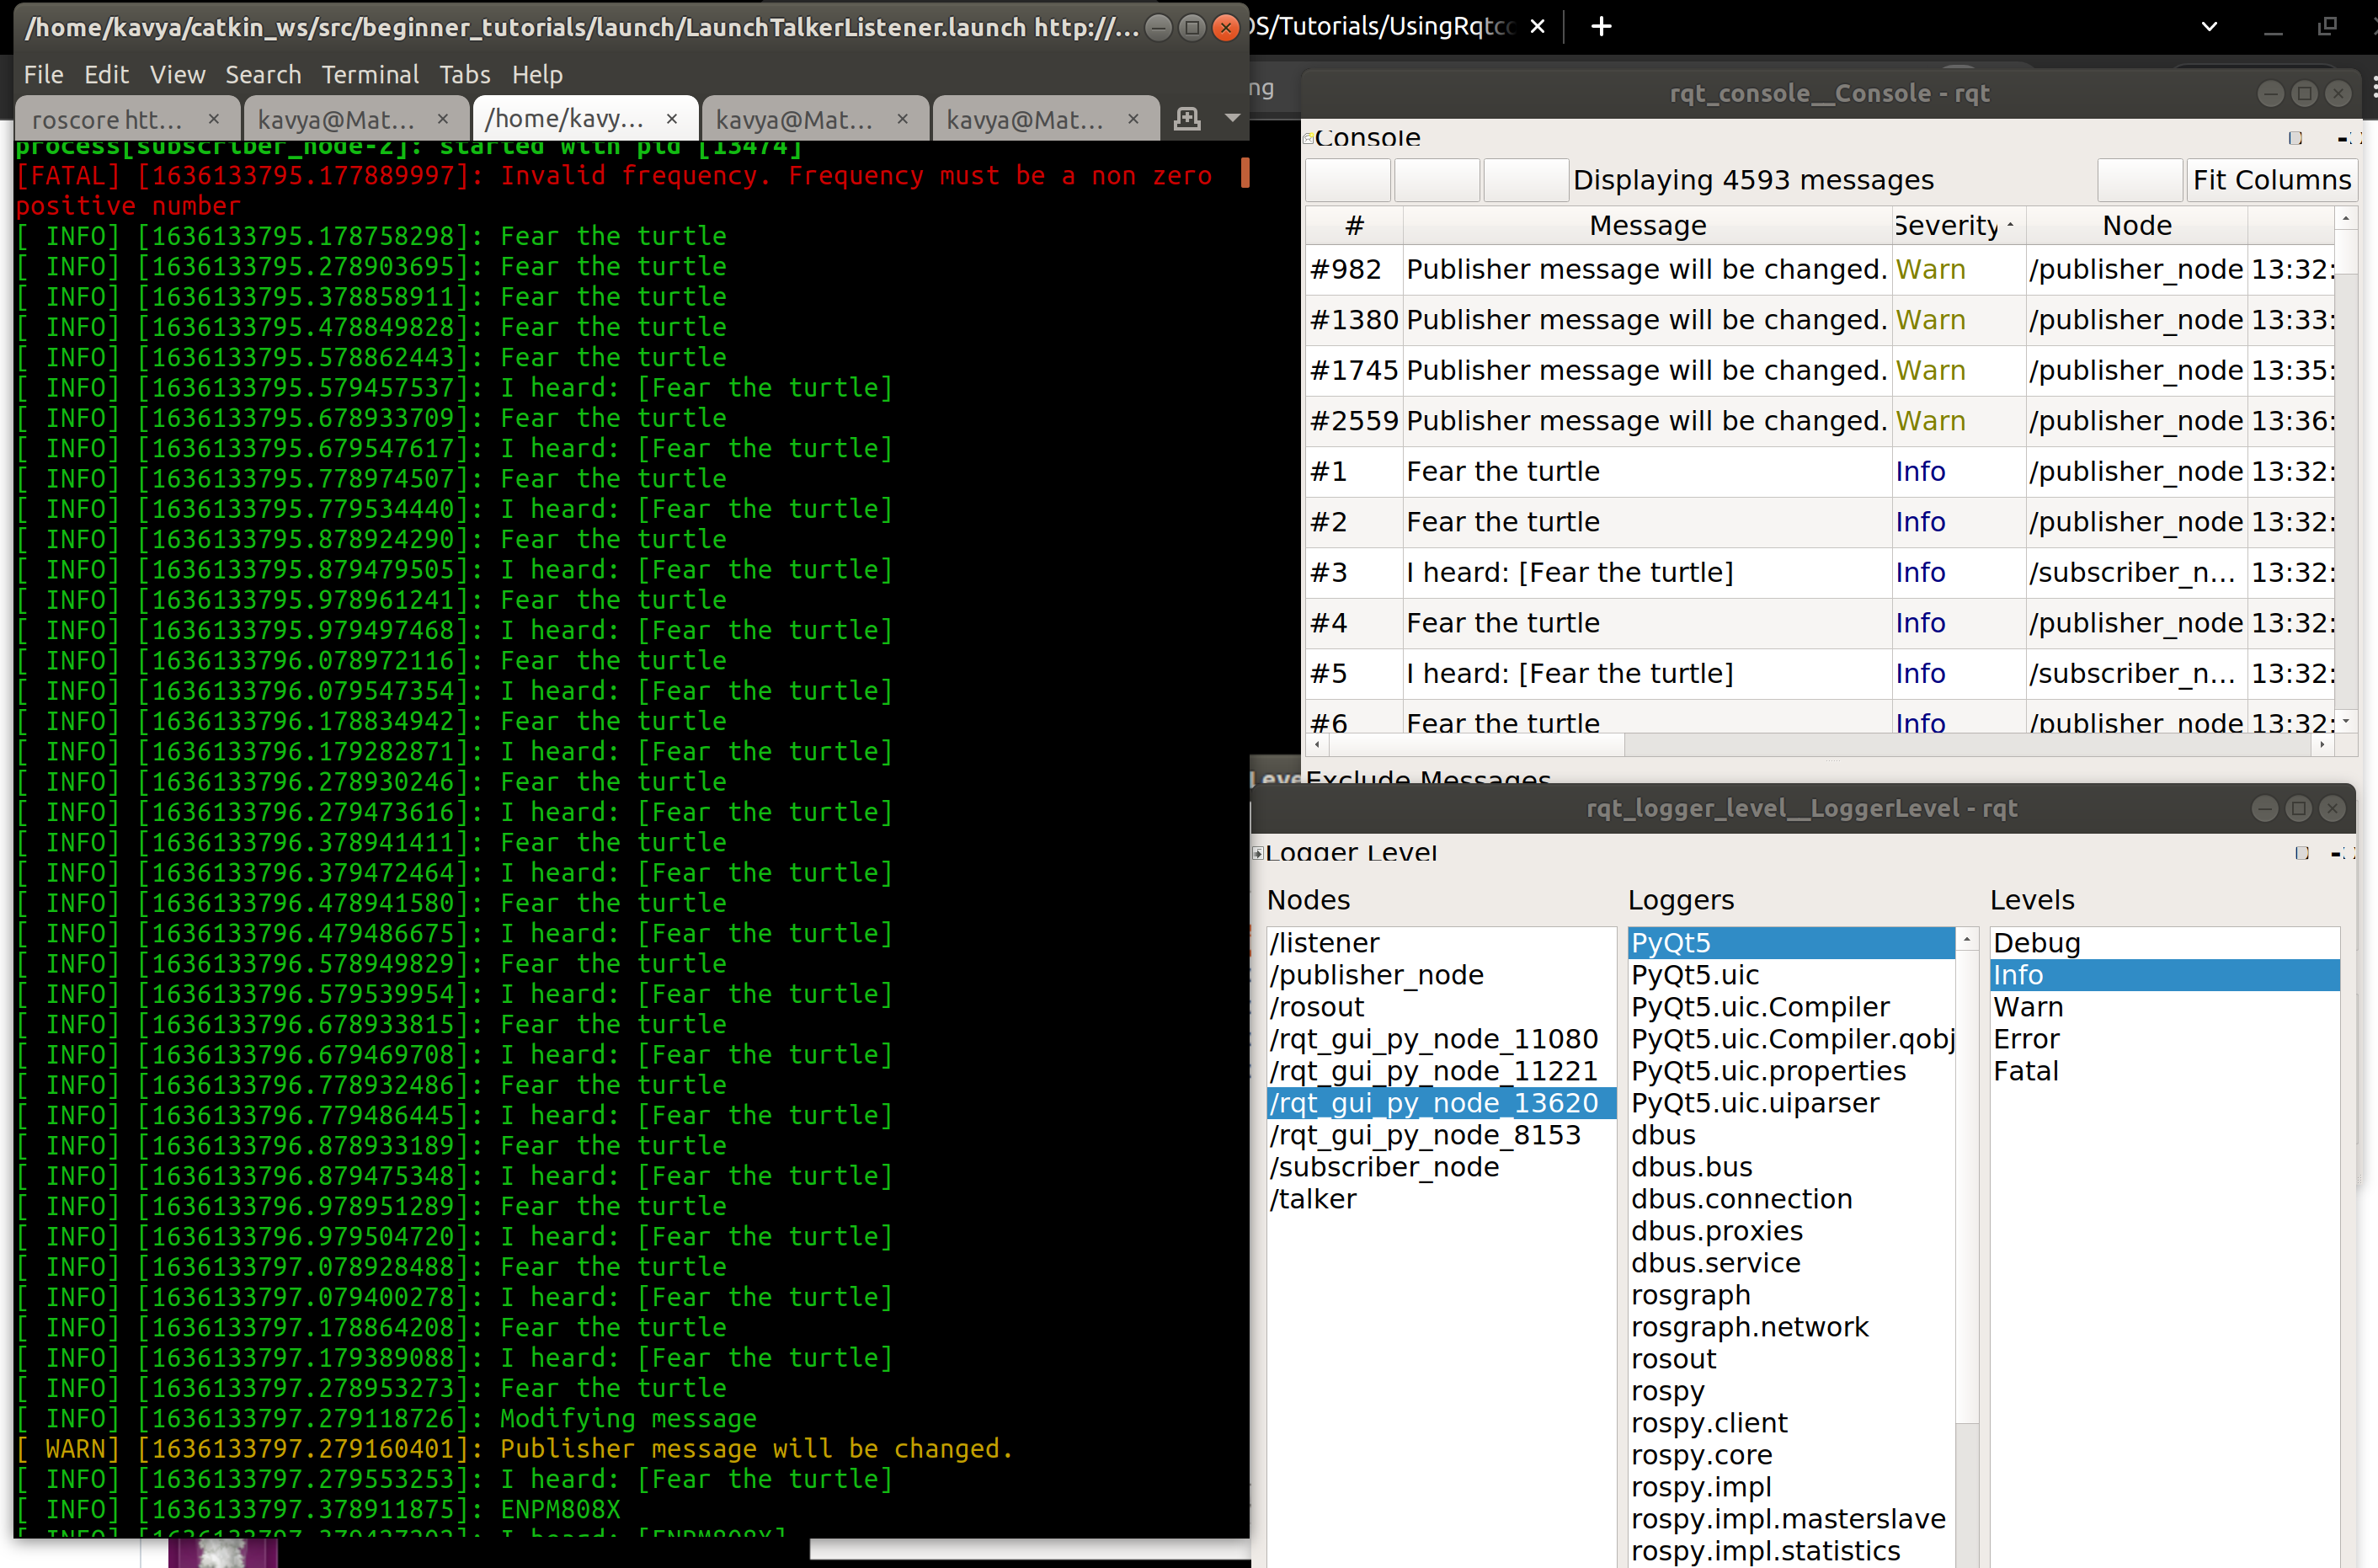 /home/kavya/catkin_ws/src/beginner_tutorials/launch/LaunchTalkerListener.launch http://...
File Edit View Search Terminal Tabs Help
roscore htt... × kavya@Mat... × /home/kavy... × kavya@Mat... × kavya@Mat... ×
process[subscriber_node-2]: started with pid [13474]
[FATAL] [1636133795.177889997]: Invalid frequency. Frequency must be a non zero
positive number
[ INFO] [1636133795.178758298]: Fear the turtle
[ INFO] [1636133795.278903695]: Fear the turtle
[ INFO] [1636133795.378858911]: Fear the turtle
[ INFO] [1636133795.478849828]: Fear the turtle
[ INFO] [1636133795.578862443]: Fear the turtle
[ INFO] [1636133795.579457537]: I heard: [Fear the turtle]
[ INFO] [1636133795.678933709]: Fear the turtle
[ INFO] [1636133795.679547617]: I heard: [Fear the turtle]
[ INFO] [1636133795.778974507]: Fear the turtle
[ INFO] [1636133795.779534440]: I heard: [Fear the turtle]
[ INFO] [1636133795.878924290]: Fear the turtle
[ INFO] [1636133795.879479505]: I heard: [Fear the turtle]
[ INFO] [1636133795.978961241]: Fear the turtle
[ INFO] [1636133795.979497468]: I heard: [Fear the turtle]
[ INFO] [1636133796.078972116]: Fear the turtle
[ INFO] [1636133796.079547354]: I heard: [Fear the turtle]
[ INFO] [1636133796.178834942]: Fear the turtle
[ INFO] [1636133796.179282871]: I heard: [Fear the turtle]
[ INFO] [1636133796.278930246]: Fear the turtle
[ INFO] [1636133796.279473616]: I heard: [Fear the turtle]
[ INFO] [1636133796.378941411]: Fear the turtle
[ INFO] [1636133796.379472464]: I heard: [Fear the turtle]
[ INFO] [1636133796.478941580]: Fear the turtle
[ INFO] [1636133796.479486675]: I heard: [Fear the turtle]
[ INFO] [1636133796.578949829]: Fear the turtle
[ INFO] [1636133796.579539954]: I heard: [Fear the turtle]
[ INFO] [1636133796.678933815]: Fear the turtle
[ INFO] [1636133796.679469708]: I heard: [Fear the turtle]
[ INFO] [1636133796.778932486]: Fear the turtle
[ INFO] [1636133796.779486445]: I heard: [Fear the turtle]
[ INFO] [1636133796.878933189]: Fear the turtle
[ INFO] [1636133796.879475348]: I heard: [Fear the turtle]
[ INFO] [1636133796.978951289]: Fear the turtle
[ INFO] [1636133796.979504720]: I heard: [Fear the turtle]
[ INFO] [1636133797.078928488]: Fear the turtle
[ INFO] [1636133797.079400278]: I heard: [Fear the turtle]
[ INFO] [1636133797.178864208]: Fear the turtle
[ INFO] [1636133797.179389088]: I heard: [Fear the turtle]
[ INFO] [1636133797.278953273]: Fear the turtle
[ INFO] [1636133797.279118726]: Modifying message
[ WARN] [1636133797.279160401]: Publisher message will be changed.
[ INFO] [1636133797.279553253]: I heard: [Fear the turtle]
[ INFO] [1636133797.378911875]: ENPM808X
[ INFO] [1636133797.379427202]: I heard: [ENPM808X]
OS/Tutorials/UsingRqtco × +
ng
rqt_console__Console - rqt
Console
Displaying 4593 messages Fit Columns
# Message Severity Node
#982 Publisher message will be changed. Warn /publisher_node 13:32:
#1380 Publisher message will be changed. Warn /publisher_node 13:33:
#1745 Publisher message will be changed. Warn /publisher_node 13:35:
#2559 Publisher message will be changed. Warn /publisher_node 13:36:
#1 Fear the turtle Info /publisher_node 13:32:
#2 Fear the turtle Info /publisher_node 13:32:
#3 I heard: [Fear the turtle] Info /subscriber_n... 13:32:
#4 Fear the turtle Info /publisher_node 13:32:
#5 I heard: [Fear the turtle] Info /subscriber_n... 13:32:
#6 Fear the turtle Info /publisher_node 13:32:
Exclude Messages
Leve
rqt_logger_level__LoggerLevel - rqt
Logger Level
Nodes
/listener
/publisher_node
/rosout
/rqt_gui_py_node_11080
/rqt_gui_py_node_11221
/rqt_gui_py_node_13620
/rqt_gui_py_node_8153
/subscriber_node
/talker
Loggers
PyQt5
PyQt5.uic
PyQt5.uic.Compiler
PyQt5.uic.Compiler.qobj
PyQt5.uic.properties
PyQt5.uic.uiparser
dbus
dbus.bus
dbus.connection
dbus.proxies
dbus.service
rosgraph
rosgraph.network
rosout
rospy
rospy.client
rospy.core
rospy.impl
rospy.impl.masterslave
rospy.impl.statistics
Levels
Debug
Info
Warn
Error
Fatal